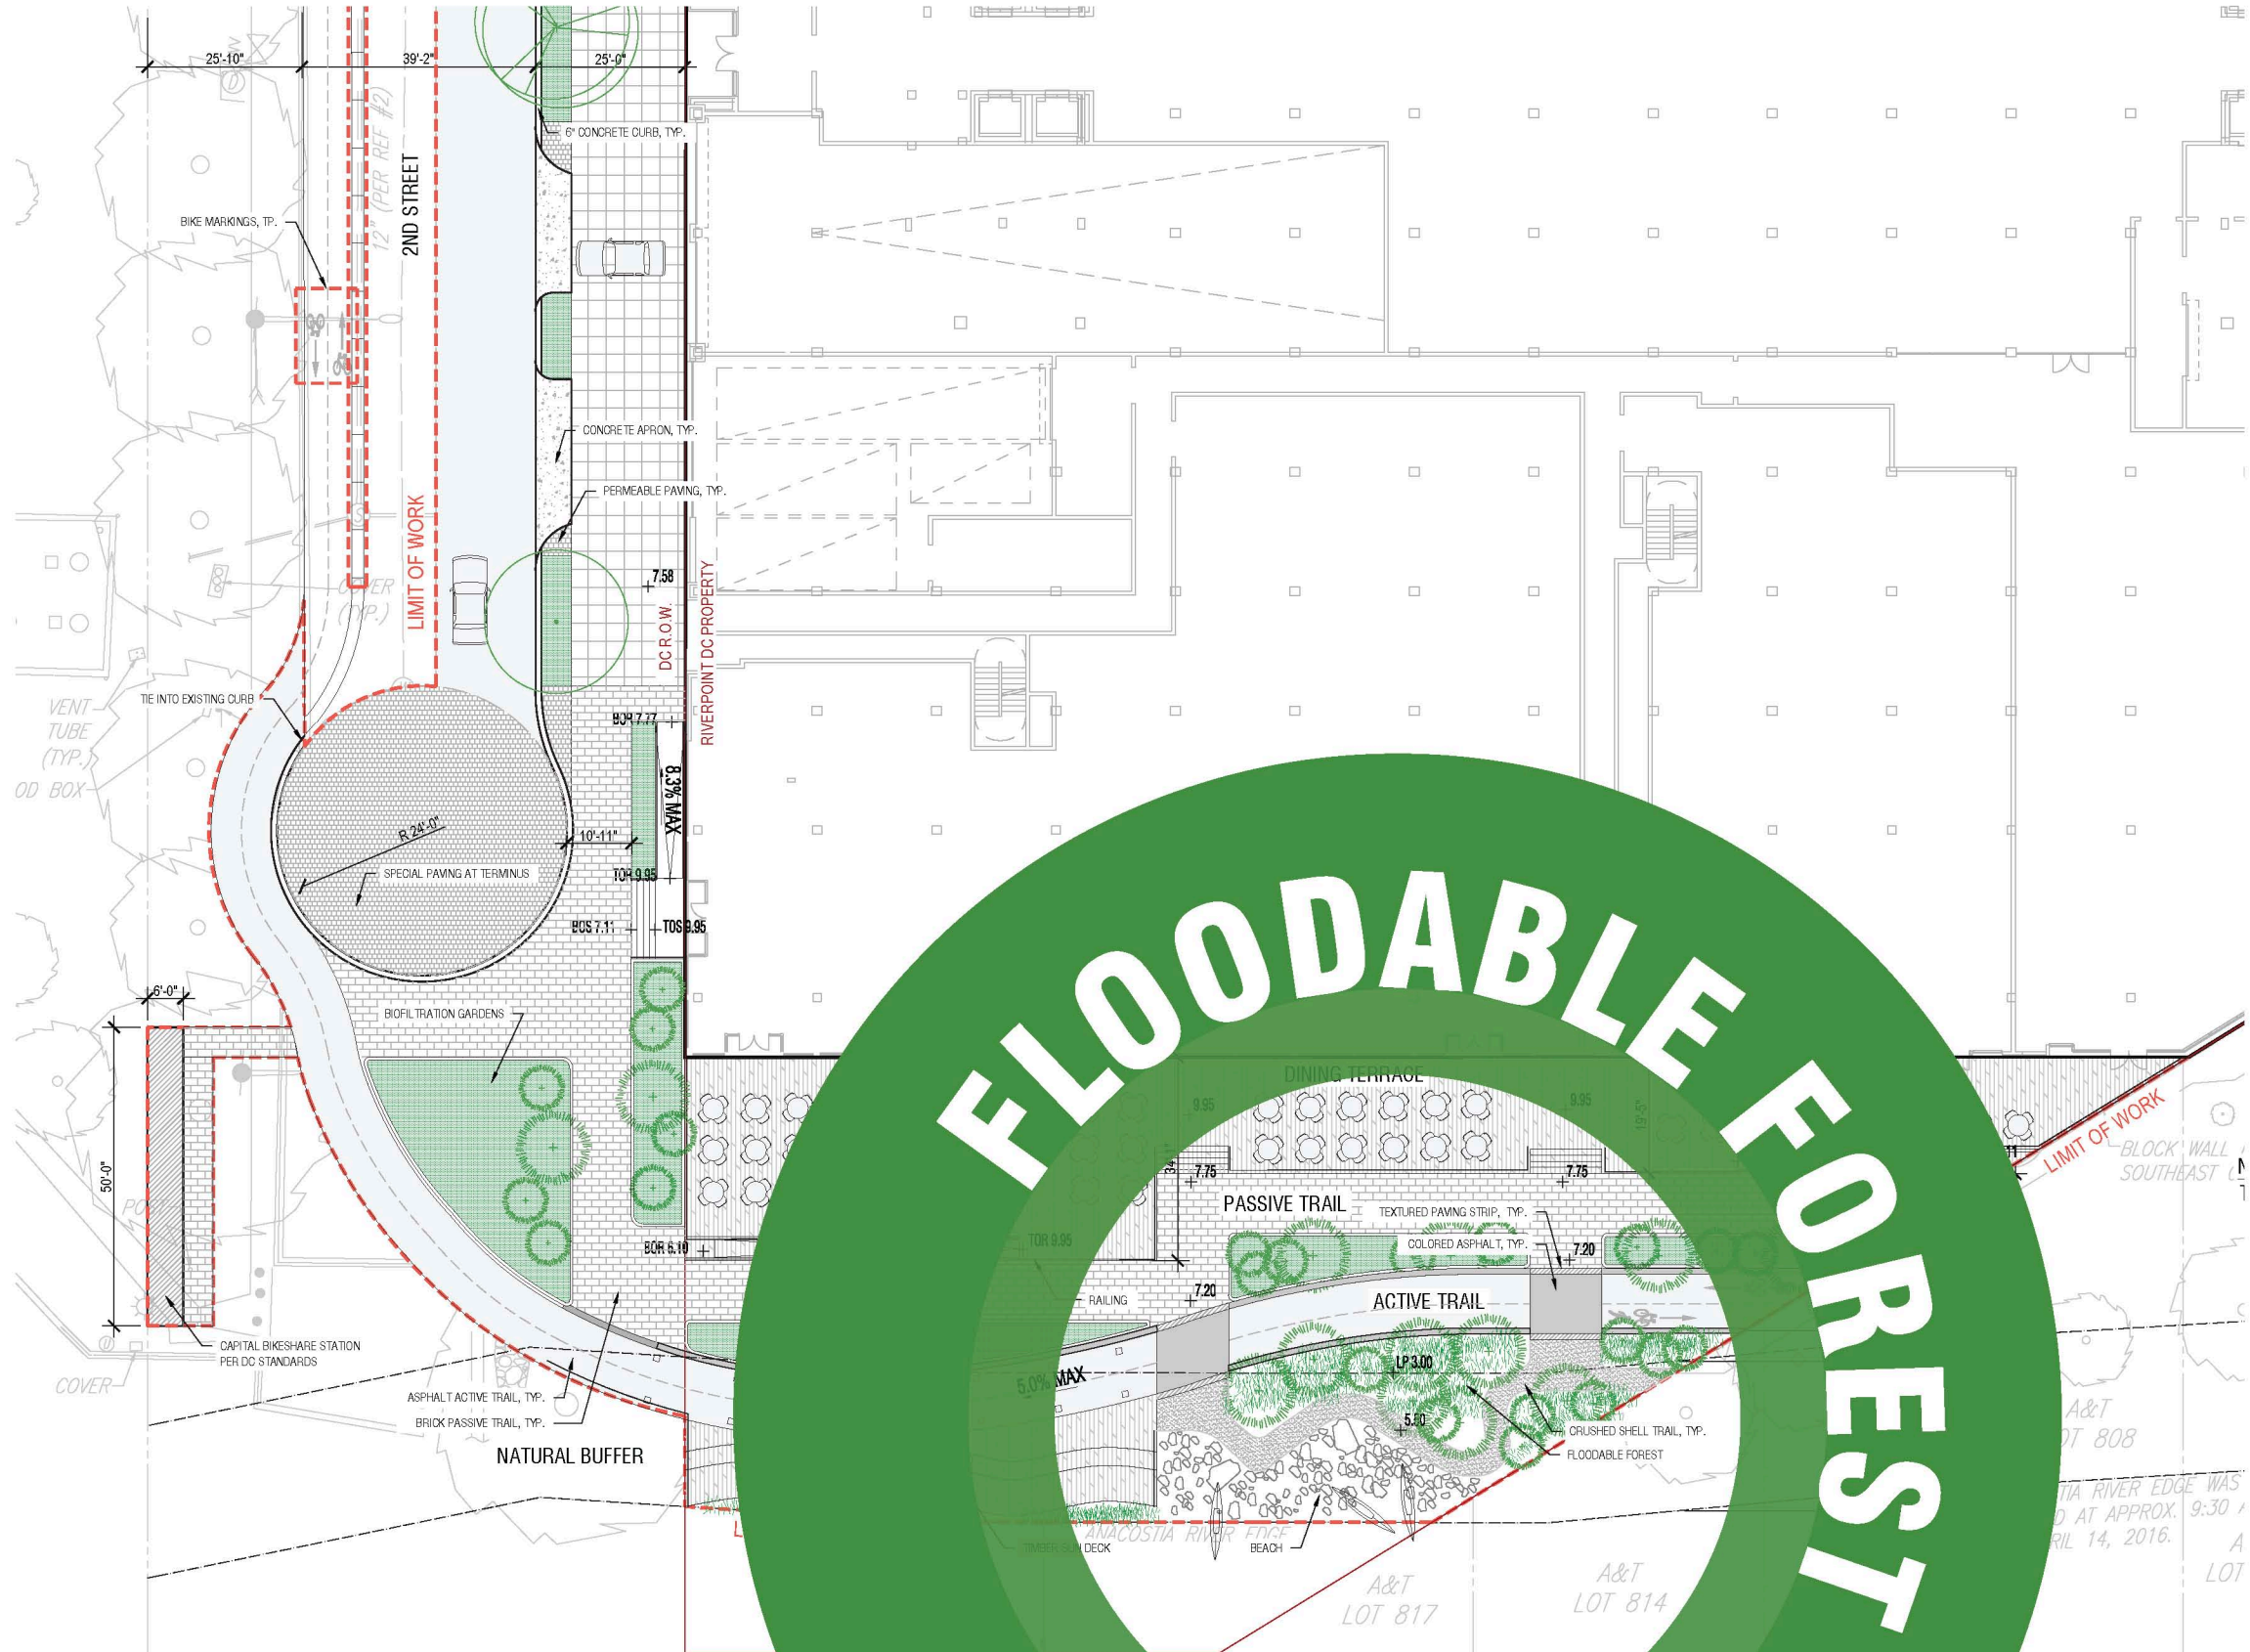 25'-10"
39'-2"
25'-0"
6" CONCRETE CURB, TYP.
12" (PER REF #2)
2ND STREET
BIKE MARKINGS, TP.
CONCRETE APRON, TYP.
PERMEABLE PAVING, TYP.
LIMIT OF WORK
COVER
(TYP.)
7.58
DC R.O.W.
RIVERPOINT DC PROPERTY
TIE INTO EXISTING CURB
VENT
TUBE
(TYP.)
OD BOX
BOR 7.77
8.3% MAX
R 24'-0"
10'-11"
SPECIAL PAVING AT TERMINUS
TOR 9.95
BOS 7.11
TOS 9.95
FLOODABLE FOREST
6'-0"
BIOFILTRATION GARDENS
50'-0"
DINING TERRACE
9.95
9.95
19'-5"
LIMIT OF WORK
BLOCK WALL
SOUTHEAST
7.75
7.75
PASSIVE TRAIL
TEXTURED PAVING STRIP, TYP.
COLORED ASPHALT, TYP.
7.20
TOR 9.95
BOR 6.10
RAILING
7.20
ACTIVE TRAIL
CAPITAL BIKESHARE STATION
PER DC STANDARDS
COVER
LP 3.00
5.0% MAX
ASPHALT ACTIVE TRAIL, TYP.
BRICK PASSIVE TRAIL, TYP.
5.50
CRUSHED SHELL TRAIL, TYP.
FLOODABLE FOREST
NATURAL BUFFER
A&T
OT 808
TIA RIVER EDGE WAS
D AT APPROX. 9:30
RIL 14, 2016.
ANACOSTIA RIVER EDGE
TIMBER SUN DECK
BEACH
A&T
LOT 817
A&T
LOT 814
LOT